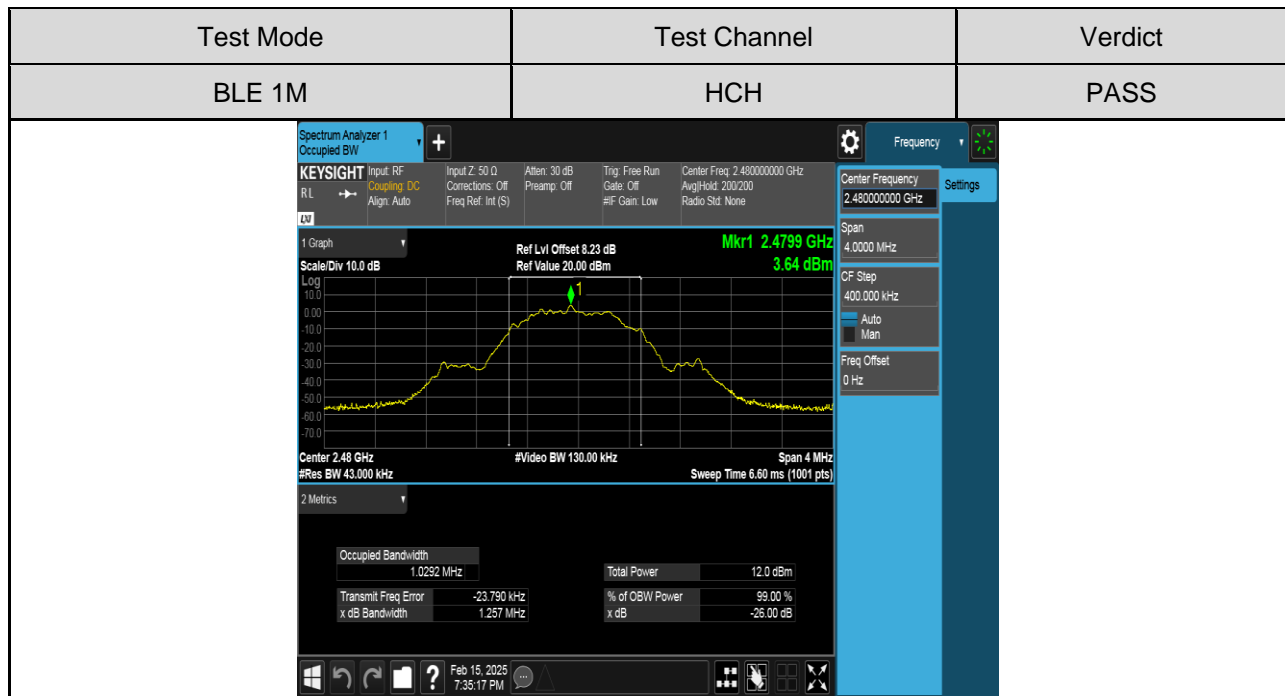 Test Mode Test Channel Verdict
BLE 1M HCH PASS
Spectrum Analyzer 1
Occupied BW
+
Frequency
KEYSIGHT Input: RF Input Z: 50 Ω Atten: 30 dB Trig: Free Run Center Freq: 2.480000000 GHz
RL Coupling: DC Corrections: Off Preamp: Off Gate: Off Avg|Hold: 200/200
Align: Auto Freq Ref: Int (S) #IF Gain: Low Radio Std: None
LXI
Center Frequency
2.480000000 GHz
Settings
Span
4.0000 MHz
CF Step
400.000 kHz
Auto
Man
Freq Offset
0 Hz
1 Graph
Ref Lvl Offset 8.23 dB Mkr1 2.4799 GHz
Scale/Div 10.0 dB Ref Value 20.00 dBm 3.64 dBm
Log
1
10.0
0.00
-10.0
-20.0
-30.0
-40.0
-50.0
-60.0
-70.0
Center 2.48 GHz #Video BW 130.00 kHz Span 4 MHz
#Res BW 43.000 kHz Sweep Time 6.60 ms (1001 pts)
2 Metrics
Occupied Bandwidth
1.0292 MHz Total Power 12.0 dBm
Transmit Freq Error -23.790 kHz % of OBW Power 99.00 %
x dB Bandwidth 1.257 MHz x dB -26.00 dB
? Feb 15, 2025
7:35:17 PM